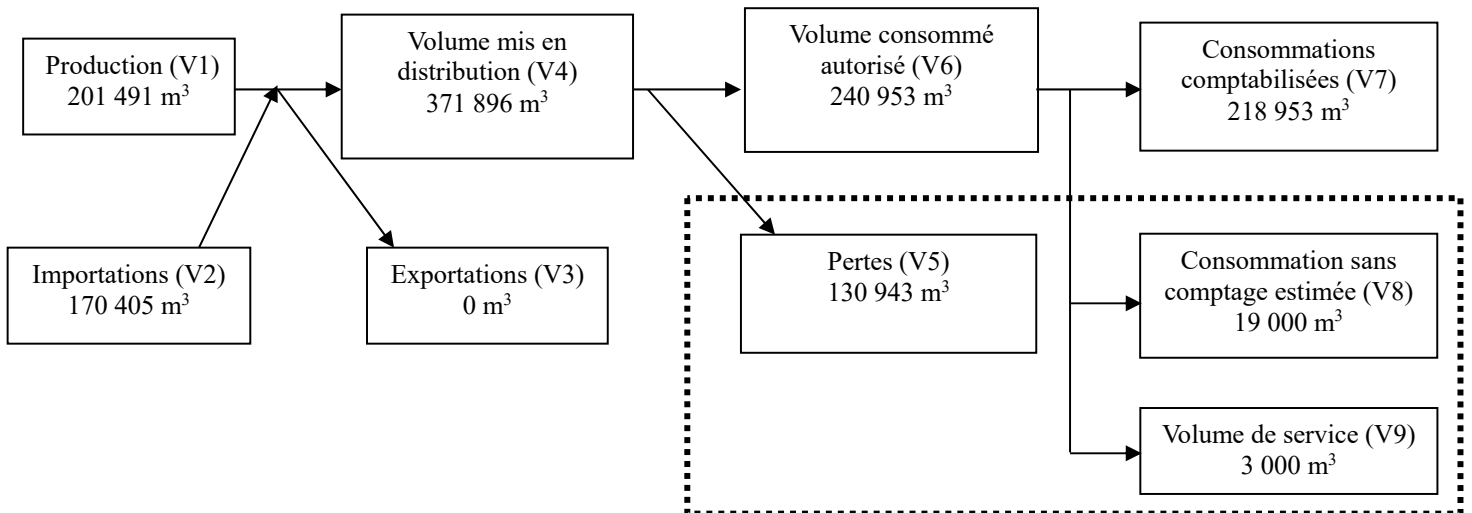 Production (V1)
201 491 m³
Volume mis en
distribution (V4)
371 896 m³
Volume consommé
autorisé (V6)
240 953 m³
Consommations
comptabilisées (V7)
218 953 m³
Importations (V2)
170 405 m³
Exportations (V3)
0 m³
Pertes (V5)
130 943 m³
Consommation sans
comptage estimée (V8)
19 000 m³
Volume de service (V9)
3 000 m³